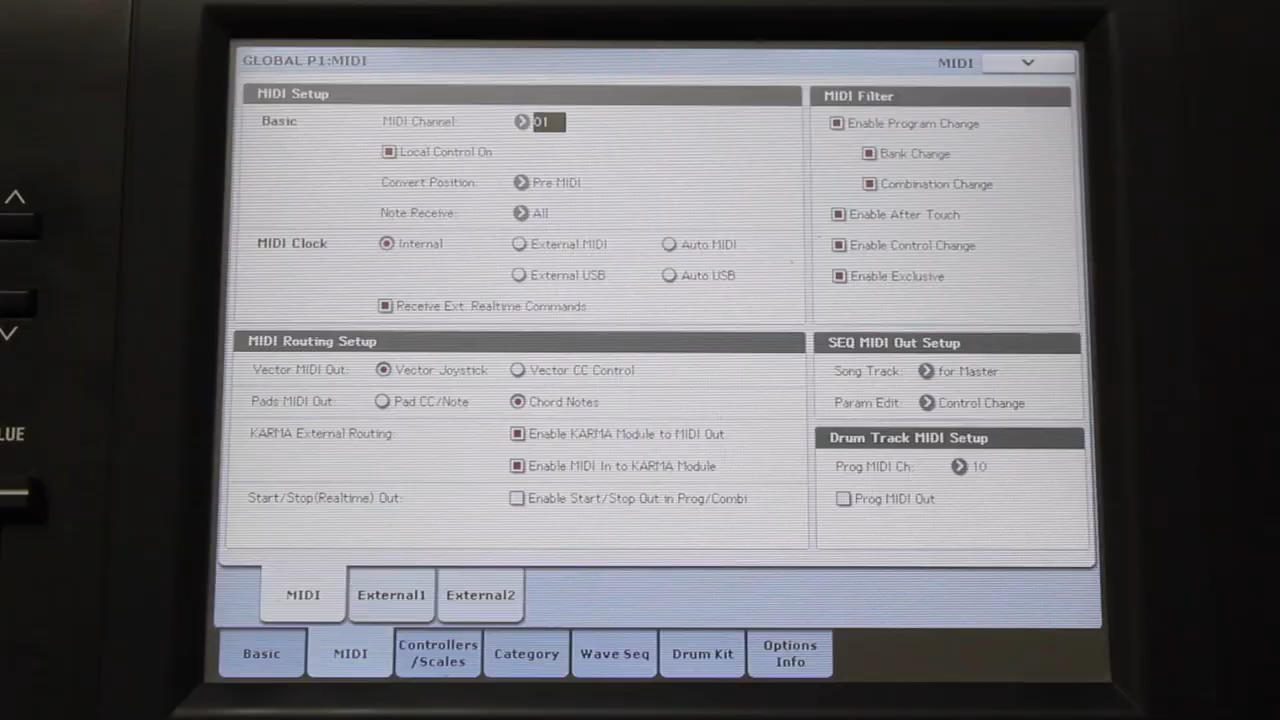 GLOBAL P1:MIDI
MIDI
MIDI Setup
Basic
MIDI Channel:
01
Local Control On
Convert Position:
Pre MIDI
Note Receive:
All
MIDI Clock
Internal
External MIDI
Auto MIDI
External USB
Auto USB
Receive Ext. Realtime Commands
MIDI Filter
Enable Program Change
Bank Change
Combination Change
Enable After Touch
Enable Control Change
Enable Exclusive
MIDI Routing Setup
Vector MIDI Out:
Vector Joystick
Vector CC Control
Pads MIDI Out:
Pad CC/Note
Chord Notes
KARMA External Routing:
Enable KARMA Module to MIDI Out
Enable MIDI In to KARMA Module
Start/Stop(Realtime) Out:
Enable Start/Stop Out in Prog/Combi
SEQ MIDI Out Setup
Song Track:
for Master
Param Edit:
Control Change
Drum Track MIDI Setup
Prog MIDI Ch:
10
Prog MIDI Out
LUE
MIDI
External1
External2
Basic
MIDI
Controllers
/Scales
Category
Wave Seq
Drum Kit
Options
Info